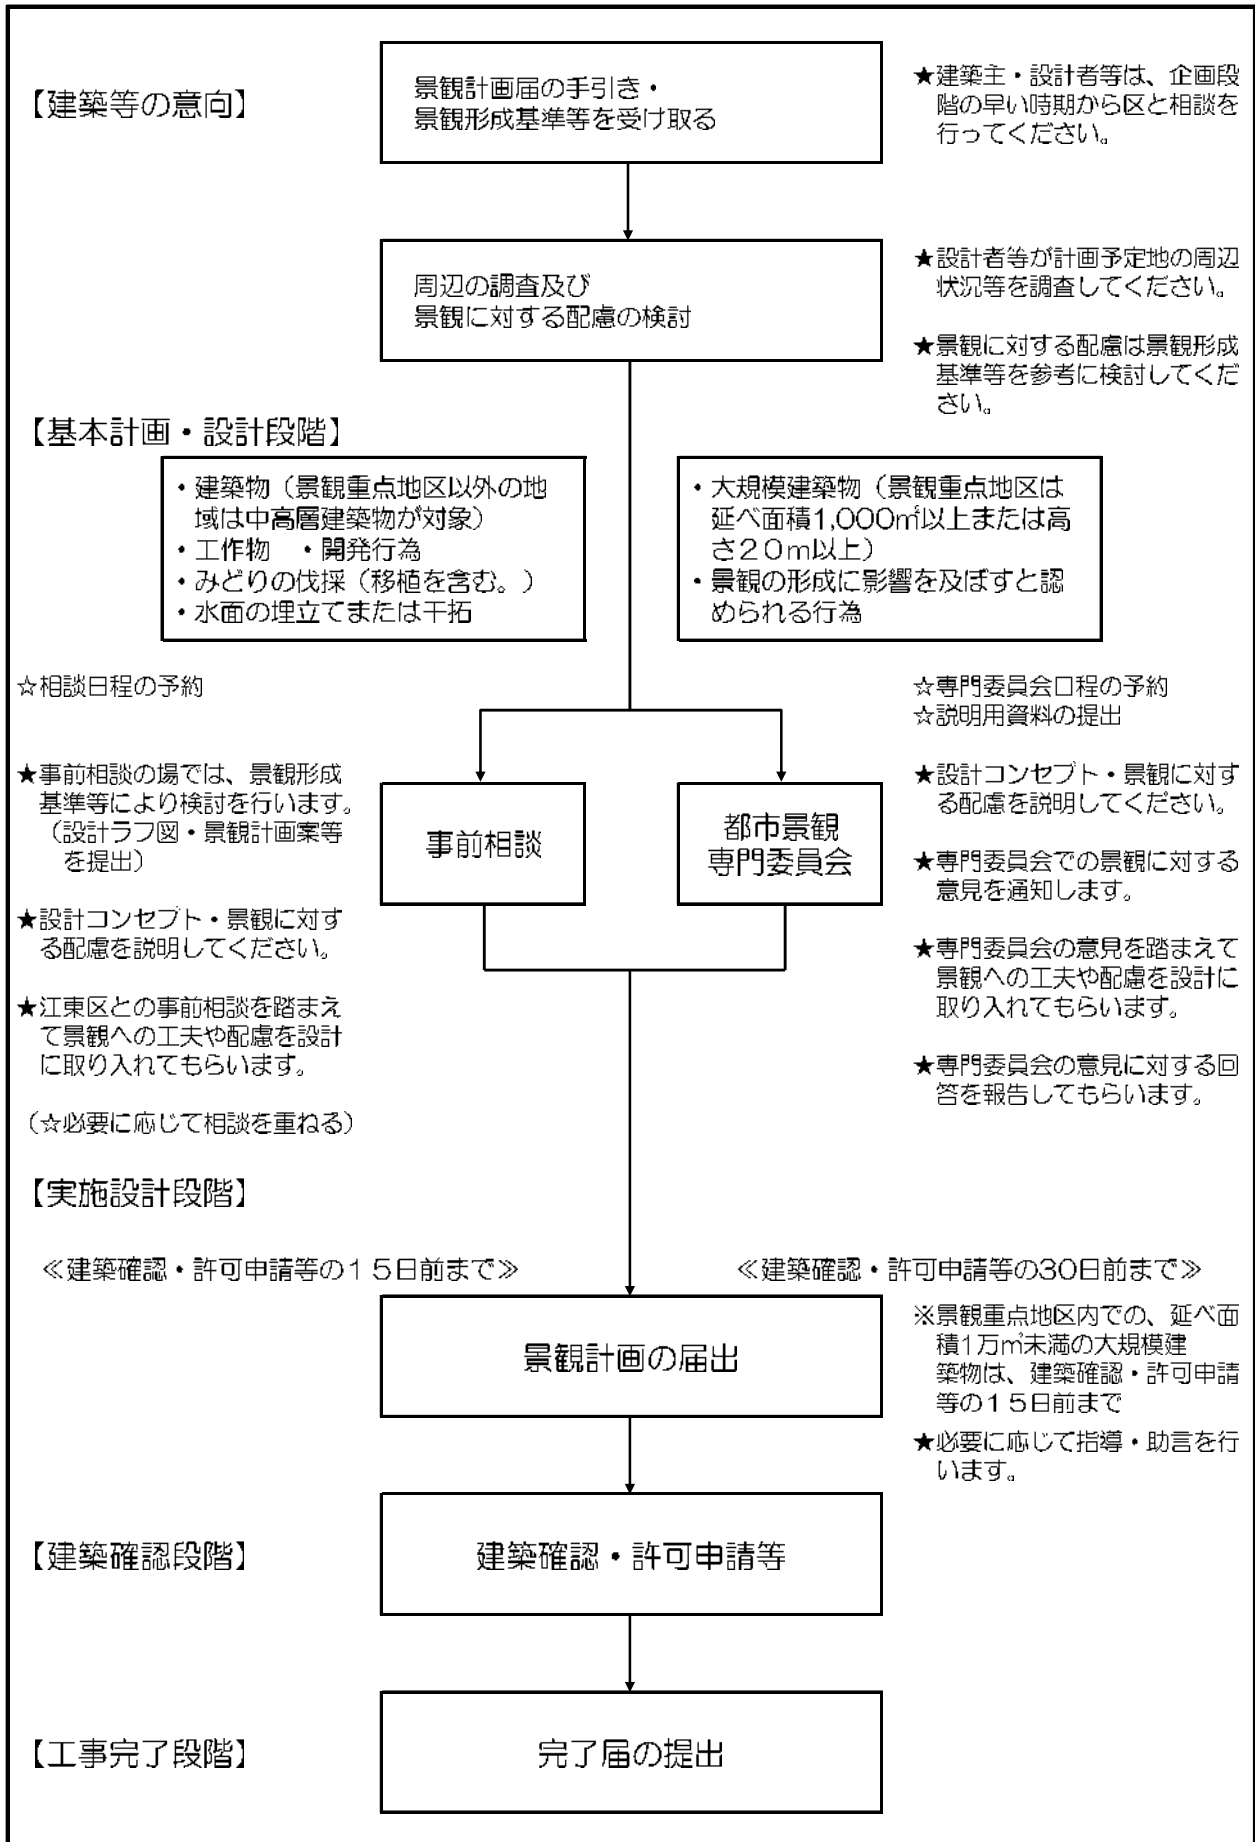 【建築等の意向】
景観計画届の手引き・
景観形成基準等を受け取る
★建築主・設計者等は、企画段
階の早い時期から区と相談を
行ってください。
周辺の調査及び
景観に対する配慮の検討
★設計者等が計画予定地の周辺
状況等を調査してください。
★景観に対する配慮は景観形成
基準等を参考に検討してくだ
さい。
【基本計画・設計段階】
・建築物（景観重点地区以外の地
域は中高層建築物が対象）
・工作物　・開発行為
・みどりの伐採（移植を含む。）
・水面の埋立てまたは干拓
・大規模建築物（景観重点地区は
延べ面積1,000㎡以上または高
さ２０ｍ以上）
・景観の形成に影響を及ぼすと認
められる行為
☆相談日程の予約
★事前相談の場では、景観形成
基準等により検討を行います。
（設計ラフ図・景観計画案等
を提出）
★設計コンセプト・景観に対す
る配慮を説明してください。
★江東区との事前相談を踏まえ
て景観への工夫や配慮を設計
に取り入れてもらいます。
（☆必要に応じて相談を重ねる）
事前相談
都市景観
専門委員会
☆専門委員会日程の予約
☆説明用資料の提出
★設計コンセプト・景観に対す
る配慮を説明してください。
★専門委員会での景観に対する
意見を通知します。
★専門委員会の意見を踏まえて
景観への工夫や配慮を設計に
取り入れてもらいます。
★専門委員会の意見に対する回
答を報告してもらいます。
【実施設計段階】
≪建築確認・許可申請等の１５日前まで≫
≪建築確認・許可申請等の30日前まで≫
景観計画の届出
※景観重点地区内での、延べ面
積1万㎡未満の大規模建
築物は、建築確認・許可申請
等の１５日前まで
★必要に応じて指導・助言を行
います。
【建築確認段階】
建築確認・許可申請等
【工事完了段階】
完了届の提出